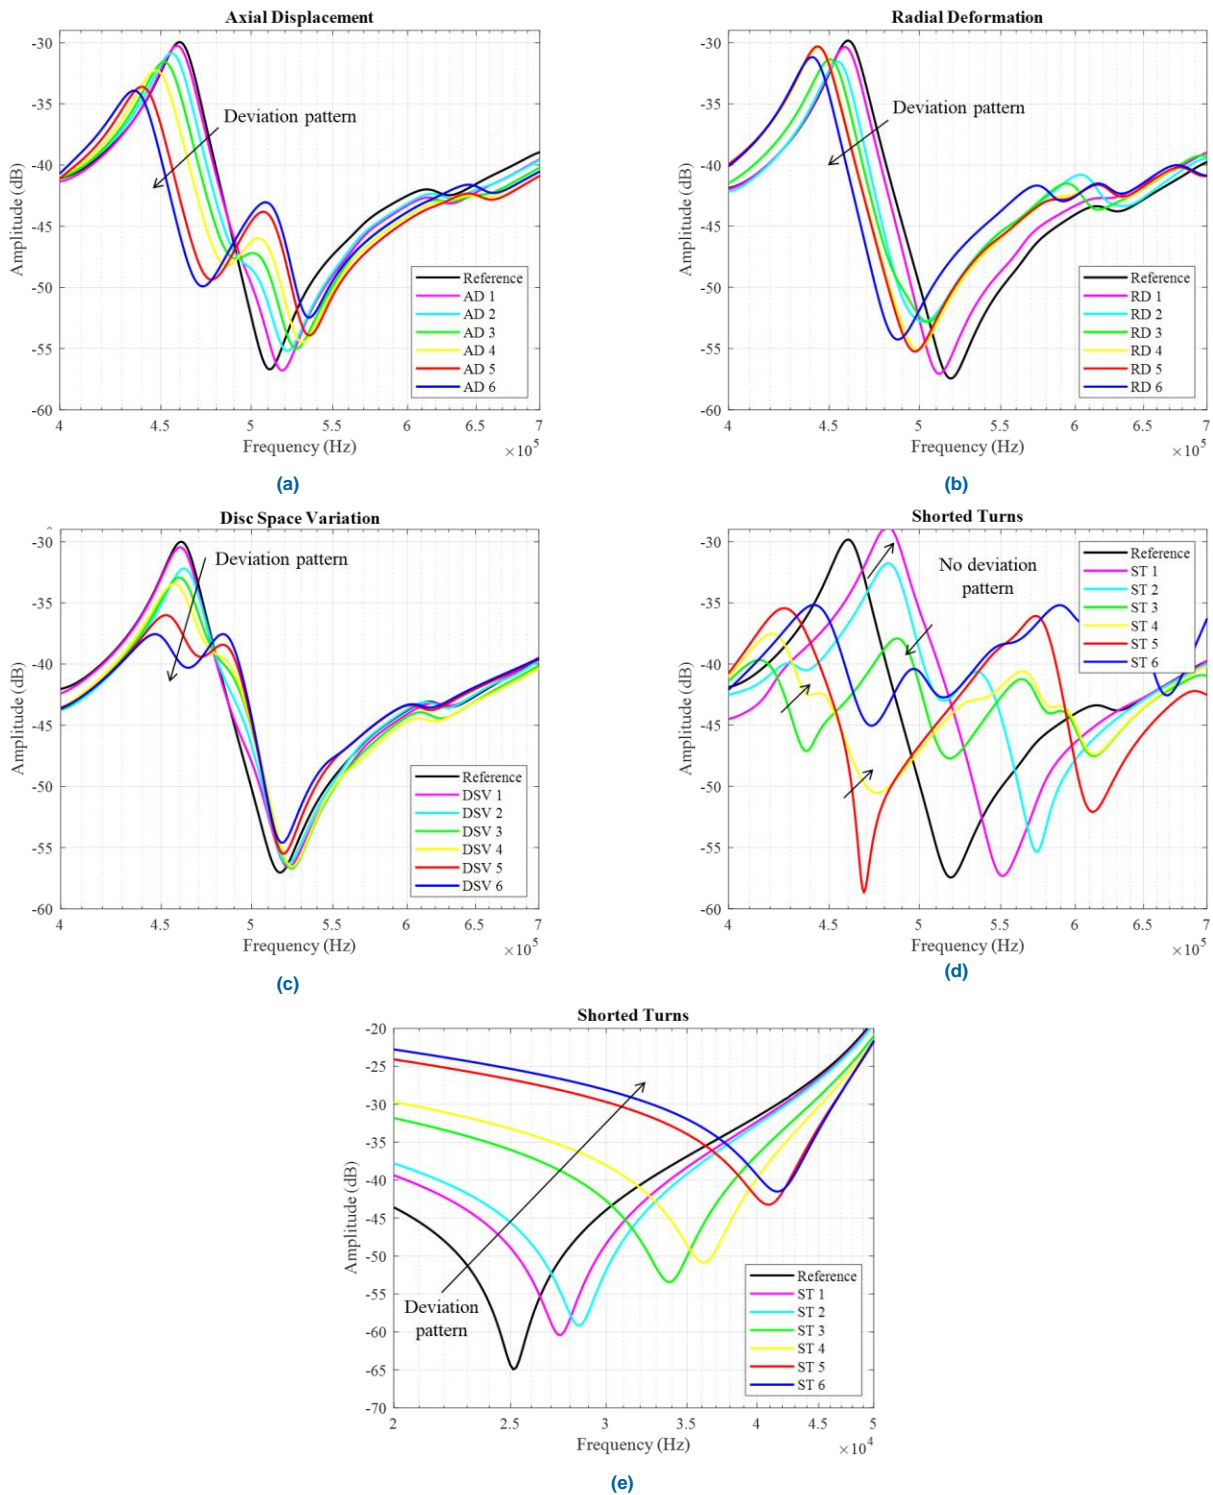 Axial Displacement
-30
-35
-40
-45
-50
-55
-60
Amplitude (dB)
Deviation pattern
Reference
AD 1
AD 2
AD 3
AD 4
AD 5
AD 6
4 4.5 5 5.5 6 6.5 7
Frequency (Hz)
×10⁵
(a)
Radial Deformation
-30
-35
-40
-45
-50
-55
-60
Amplitude (dB)
Deviation pattern
Reference
RD 1
RD 2
RD 3
RD 4
RD 5
RD 6
4 4.5 5 5.5 6 6.5 7
Frequency (Hz)
×10⁵
(b)
Disc Space Variation
-30
-35
-40
-45
-50
-55
-60
Amplitude (dB)
Deviation pattern
Reference
DSV 1
DSV 2
DSV 3
DSV 4
DSV 5
DSV 6
4 4.5 5 5.5 6 6.5 7
Frequency (Hz)
×10⁵
(c)
Shorted Turns
-30
-35
-40
-45
-50
-55
-60
Amplitude (dB)
No deviation
pattern
Reference
ST 1
ST 2
ST 3
ST 4
ST 5
ST 6
4 4.5 5 5.5 6 6.5 7
Frequency (Hz)
×10⁵
(d)
Shorted Turns
-20
-25
-30
-35
-40
-45
-50
-55
-60
-65
-70
Amplitude (dB)
Deviation
pattern
Reference
ST 1
ST 2
ST 3
ST 4
ST 5
ST 6
2 2.5 3 3.5 4 4.5 5
Frequency (Hz)
×10⁴
(e)